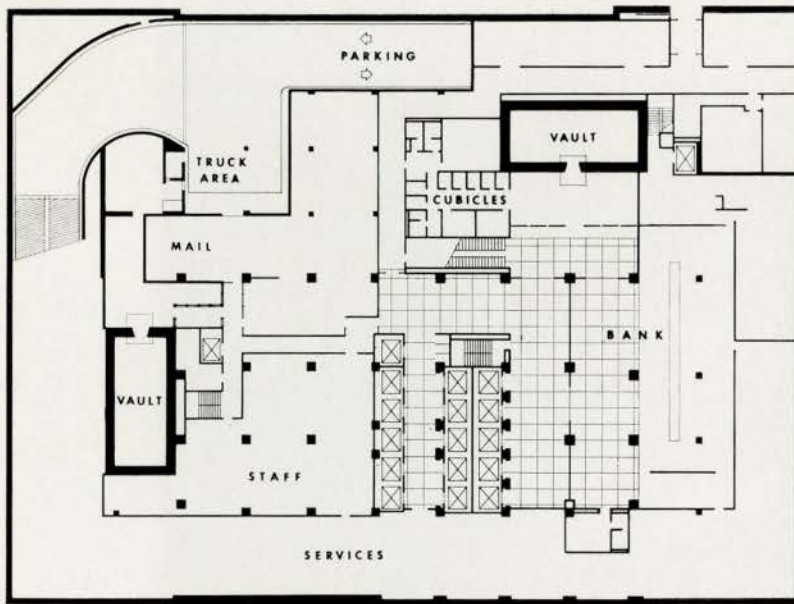 PARKING
VAULT
TRUCK
AREA
CUBICLES
MAIL
BANK
VAULT
STAFF
SERVICES